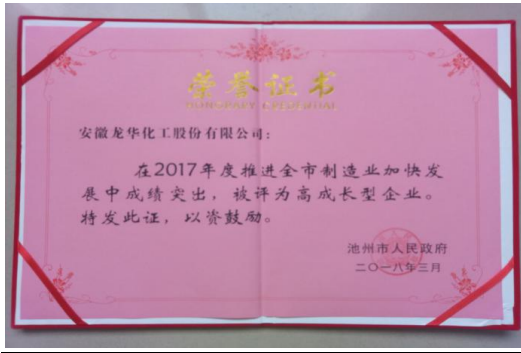 荣誉证书
HONORARY CREDENTIAL
安徽龙华化工股份有限公司：
在2017年度推进全市制造业加快发
展中成绩突出，被评为高成长型企业。
特发此证，以资鼓励。
池州市人民政府
二〇一八年三月